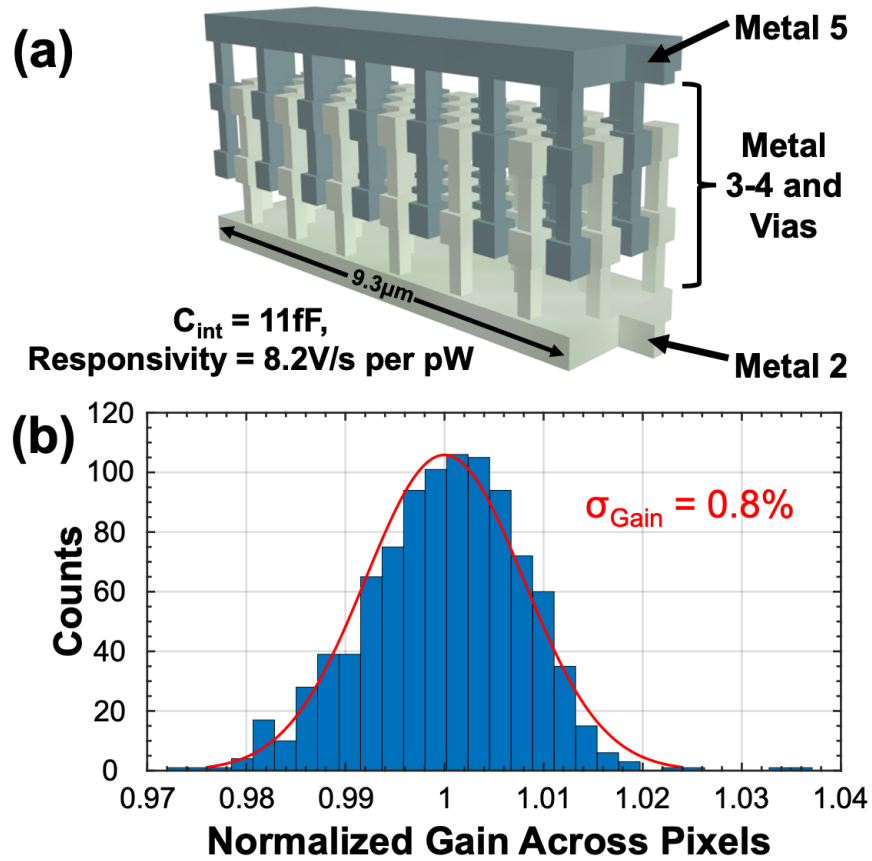 (a)
Metal 5
Metal
3-4 and
Vias
9.3µm
C_int = 11fF,
Responsivity = 8.2V/s per pW
Metal 2
(b)
120
100
80
60
40
20
0
Counts
σ_Gain = 0.8%
0.97 0.98 0.99 1 1.01 1.02 1.03 1.04
Normalized Gain Across Pixels